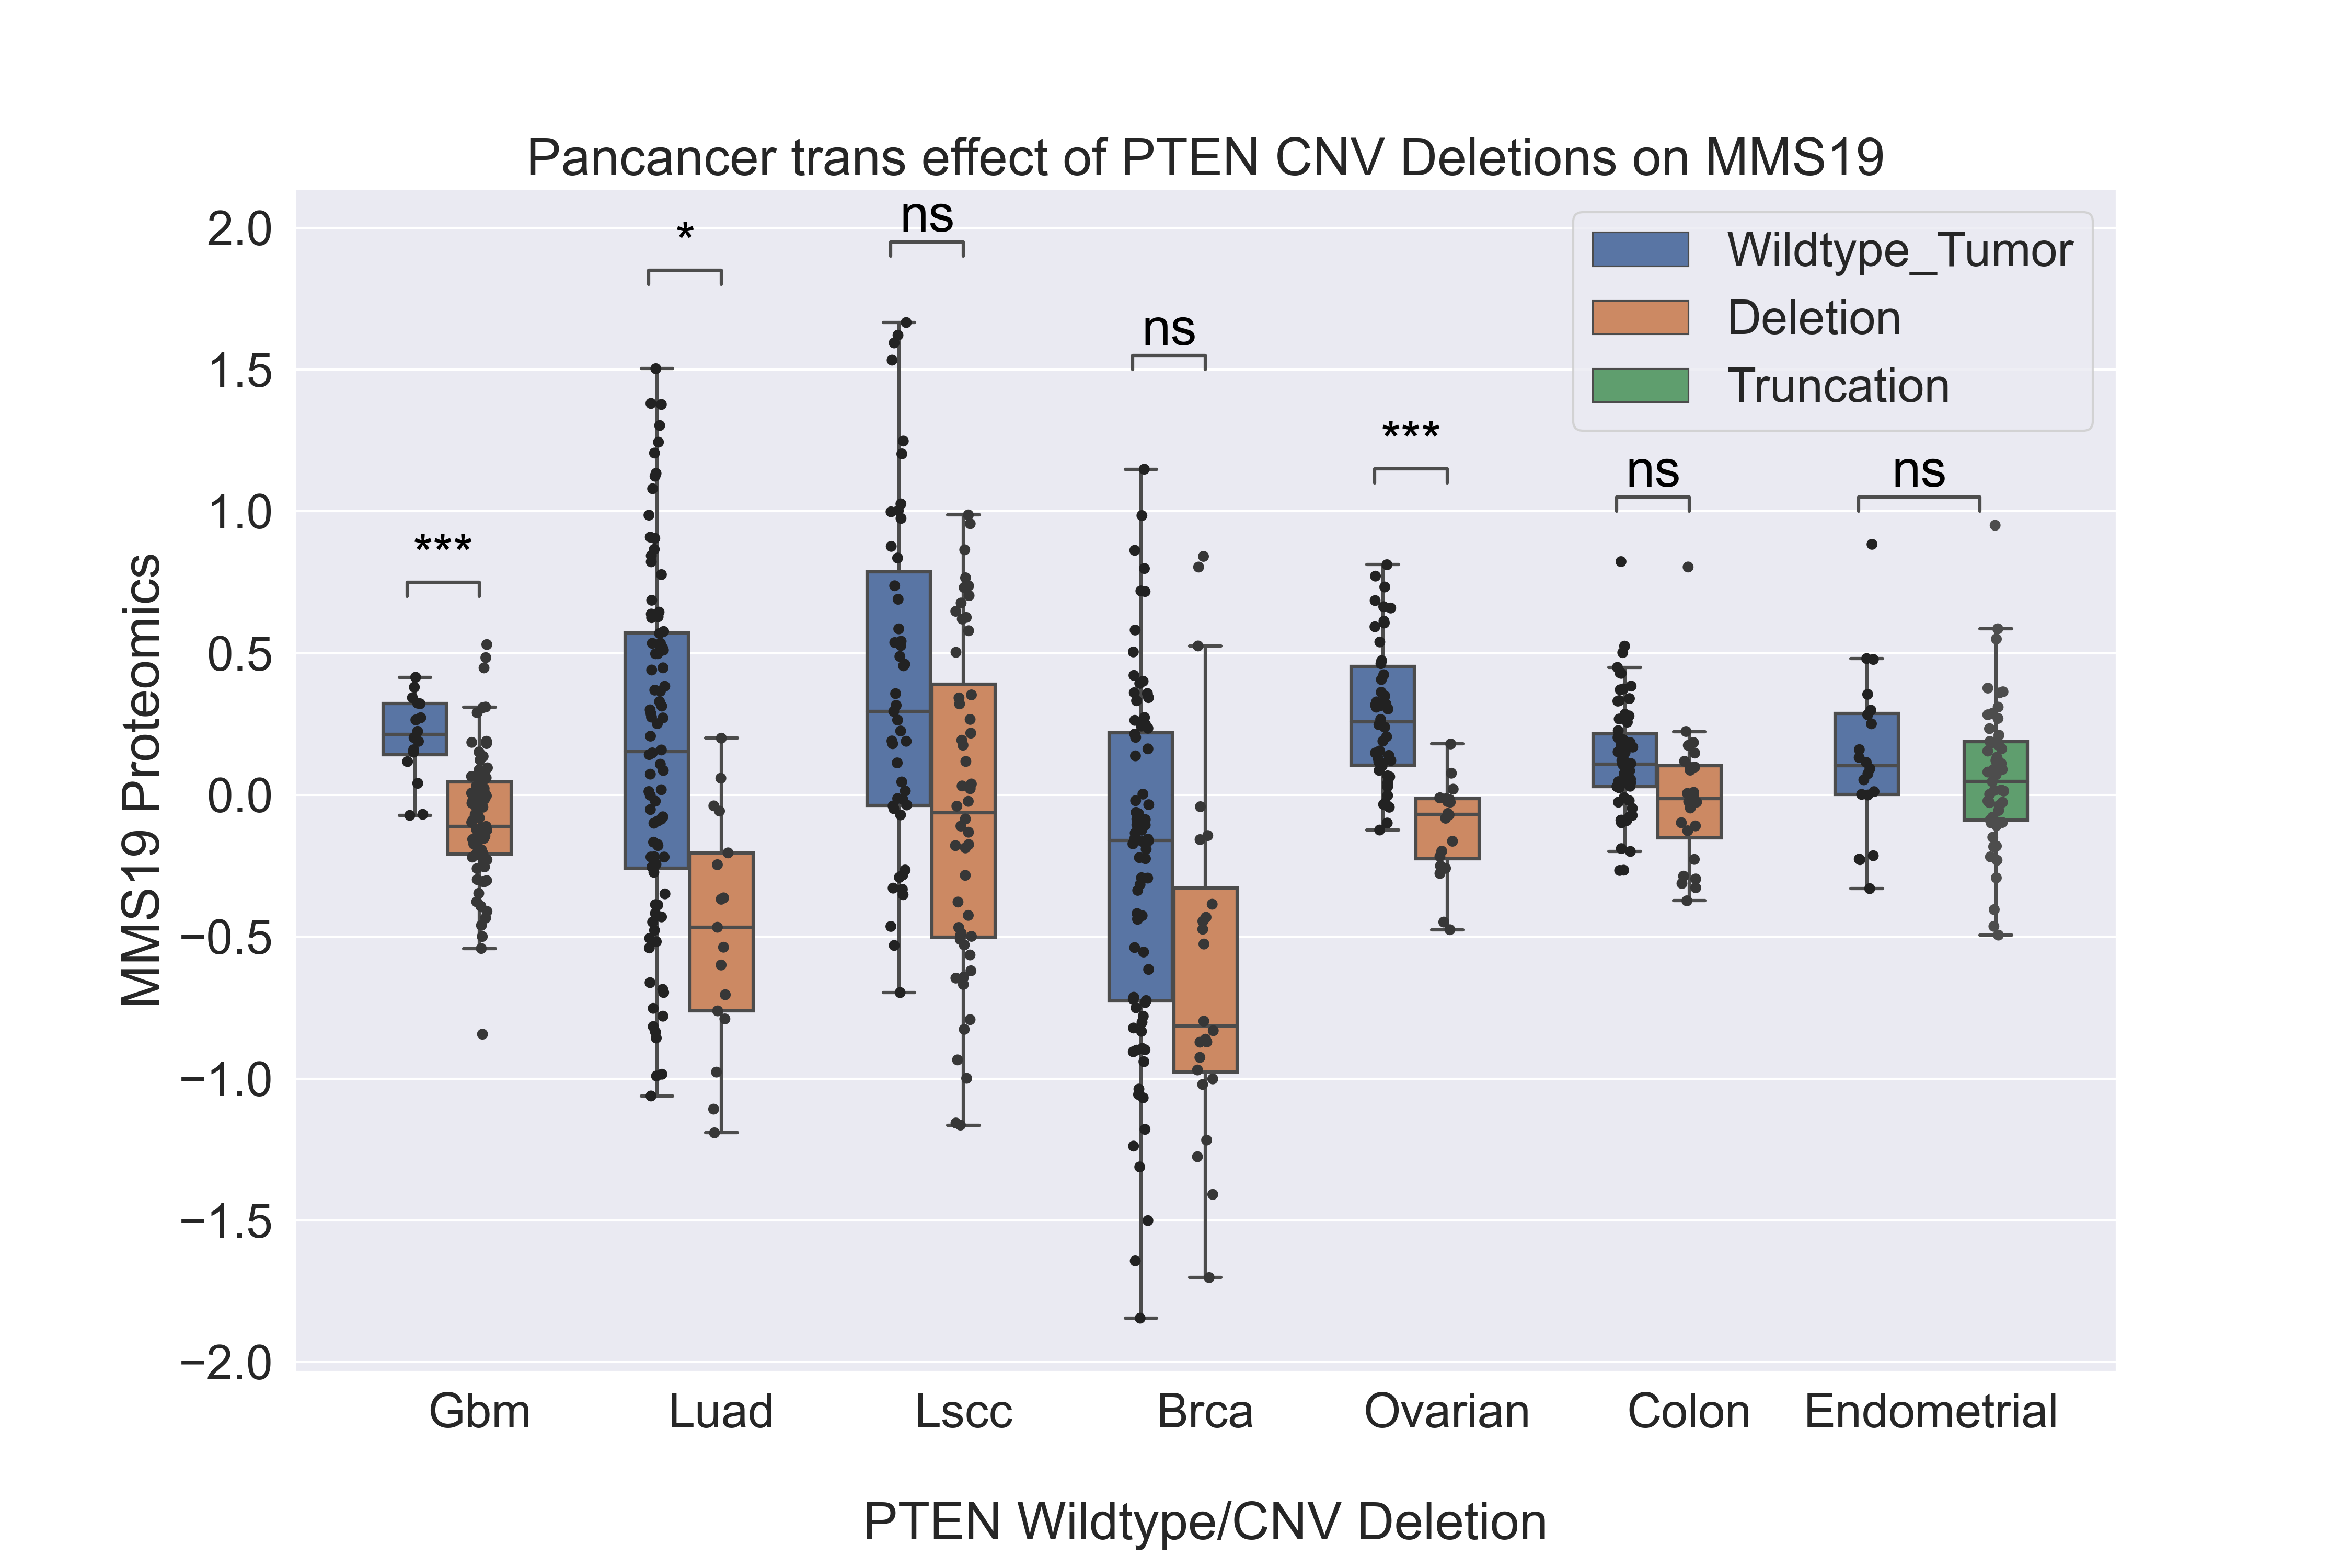 Pancancer trans effect of PTEN CNV Deletions on MMS19
MMS19 Proteomics
2.0
1.5
1.0
0.5
0.0
−0.5
−1.0
−1.5
−2.0
***
*
ns
ns
***
ns
ns
Wildtype_Tumor
Deletion
Truncation
Gbm Luad Lscc Brca Ovarian Colon Endometrial
PTEN Wildtype/CNV Deletion